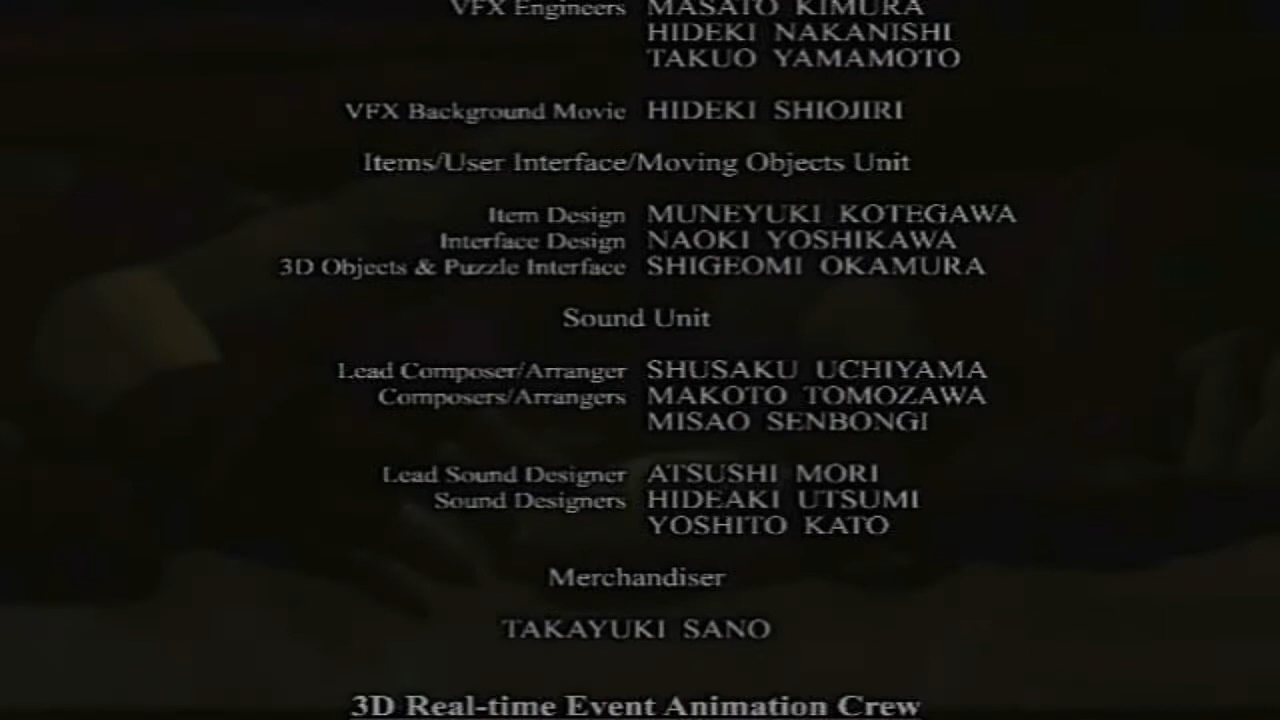 VFX Engineers MASATO KIMURA
HIDEKI NAKANISHI
TAKUO YAMAMOTO
VFX Background Movie HIDEKI SHIOJIRI
Items/User Interface/Moving Objects Unit
Item Design MUNEYUKI KOTEGAWA
Interface Design NAOKI YOSHIKAWA
3D Objects & Puzzle Interface SHIGEOMI OKAMURA
Sound Unit
Lead Composer/Arranger SHUSAKU UCHIYAMA
Composers/Arrangers MAKOTO TOMOZAWA
MISAO SENBONGI
Lead Sound Designer ATSUSHI MORI
Sound Designers HIDEAKI UTSUMI
YOSHITO KATO
Merchandiser
TAKAYUKI SANO
3D Real-time Event Animation Crew